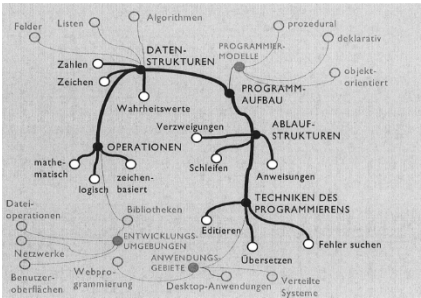 Felder
Listen
Algorithmen
prozedural
deklarativ
objekt-
orientiert
DATEN-
STRUKTUREN
PROGRAMMIER-
MODELLE
Zahlen
Zeichen
Wahrheitswerte
PROGRAMM-
AUFBAU
Verzweigungen
ABLAUF-
STRUKTUREN
Schleifen
Anweisungen
OPERATIONEN
mathe-
matisch
logisch
zeichen-
basiert
TECHNIKEN DES
PROGRAMMIERENS
Editieren
Übersetzen
Fehler suchen
Bibliotheken
Datei-
operationen
ENTWICKLUNGS-
UMGEBUNGEN
Netzwerke
Benutzer-
oberflächen
Webpro-
grammierung
ANWENDUNGS-
GEBIETE
Desktop-Anwendungen
Verteilte
Systeme